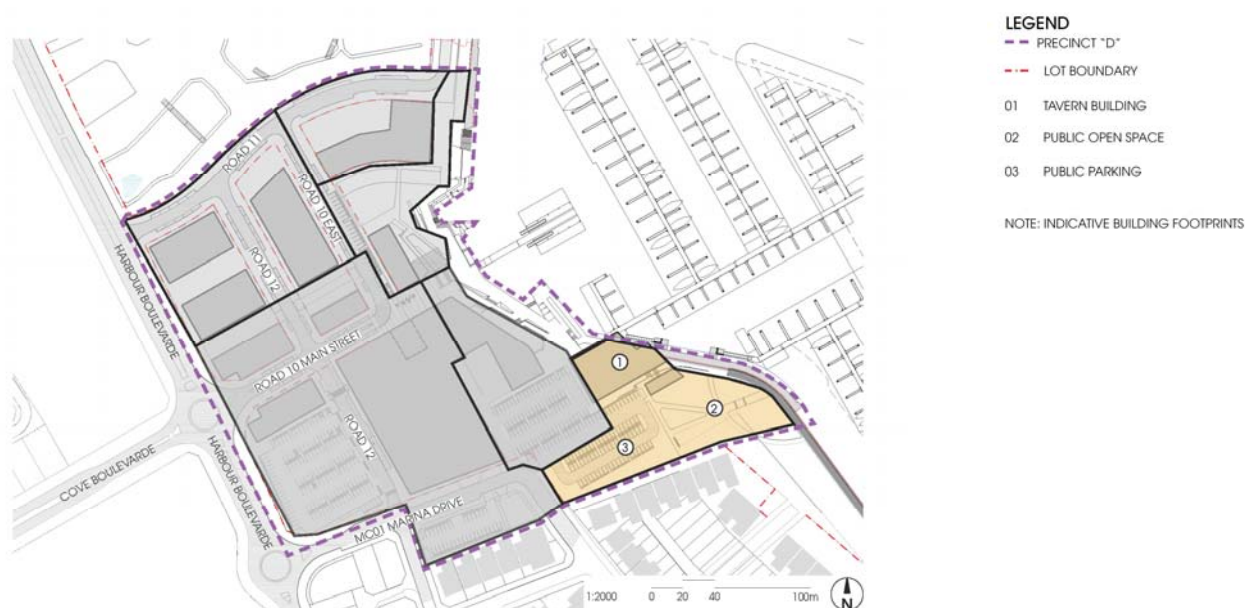 LEGEND
PRECINCT "D"
LOT BOUNDARY
01 TAVERN BUILDING
02 PUBLIC OPEN SPACE
03 PUBLIC PARKING
NOTE: INDICATIVE BUILDING FOOTPRINTS
ROAD 11
ROAD 10 EAST
HARBOUR BOULEVARDE
ROAD 12
ROAD 10 MAIN STREET
1
2
3
ROAD 12
COVE BOULEVARDE
HARBOUR BOULEVARDE
MC01 MARINA DRIVE
1:2000 0 20 40 100m
N